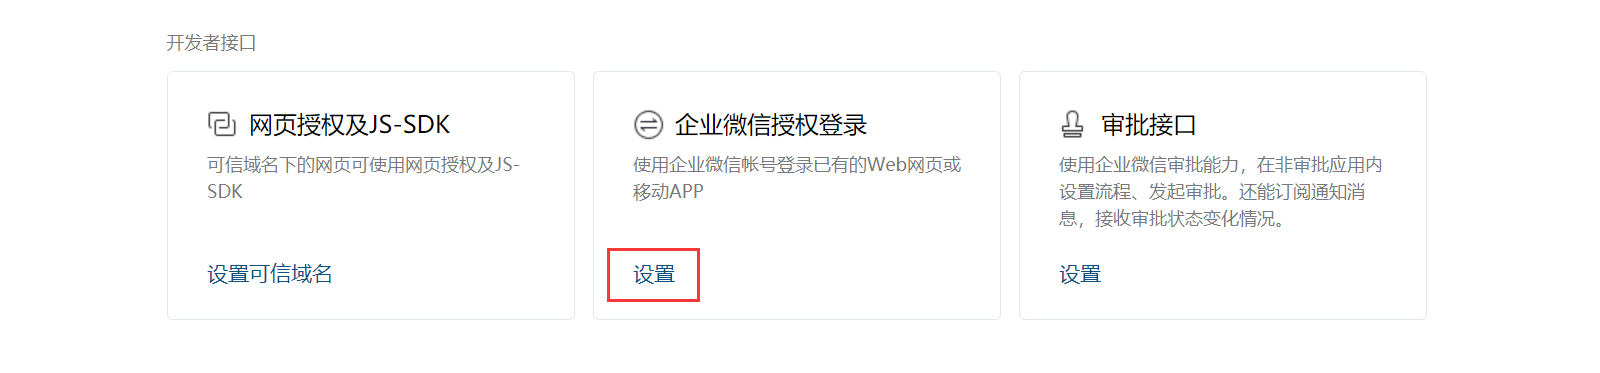 开发者接口
网页授权及JS-SDK
可信域名下的网页可使用网页授权及JS-
SDK
设置可信域名
企业微信授权登录
使用企业微信帐号登录已有的Web网页或
移动APP
设置
审批接口
使用企业微信审批能力，在非审批应用内
设置流程、发起审批。还能订阅通知消
息，接收审批状态变化情况。
设置